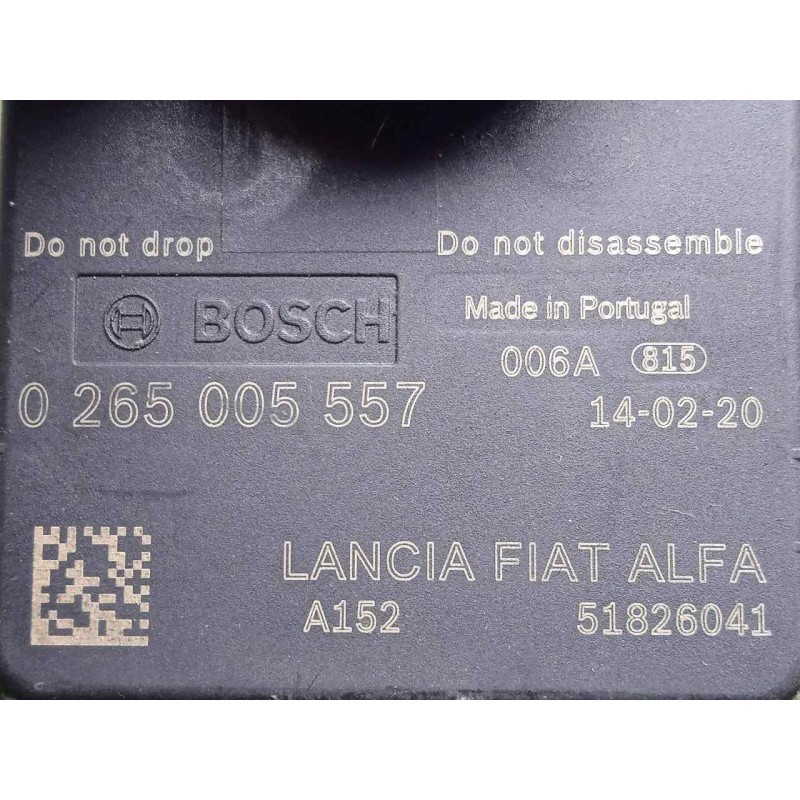 Do not drop
Do not disassemble
BOSCH
Made in Portugal
006A 815
0 265 005 557
14-02-20
LANCIA FIAT ALFA
A152
51826041